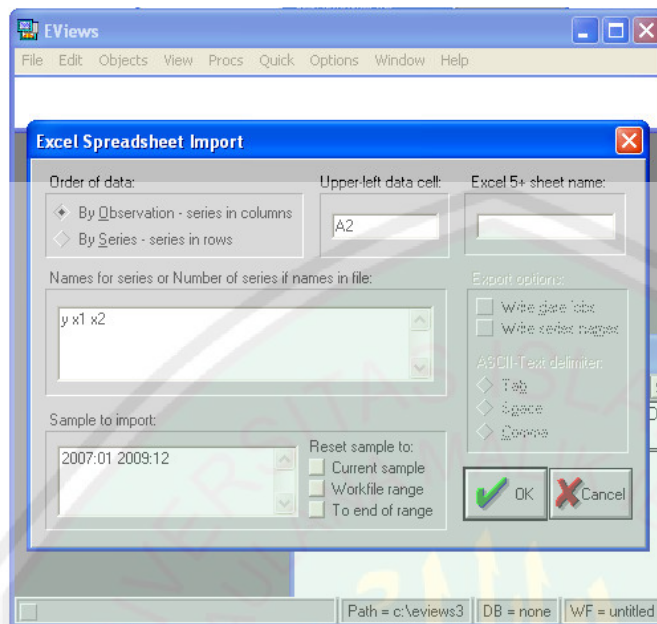 EViews
File Edit Objects View Procs Quick Options Window Help
Excel Spreadsheet Import
Order of data:
By Observation - series in columns
By Series - series in rows
Upper-left data cell:
A2
Excel 5+ sheet name:
Names for series or Number of series if names in file:
y x1 x2
Export options:
Write date/obs
Write series names
ASCII-Text delimiter:
Tab
Space
Comma
Sample to import:
2007:01 2009:12
Reset sample to:
Current sample
Workfile range
To end of range
OK
Cancel
Path = c:\eviews3 DB = none WF = untitled